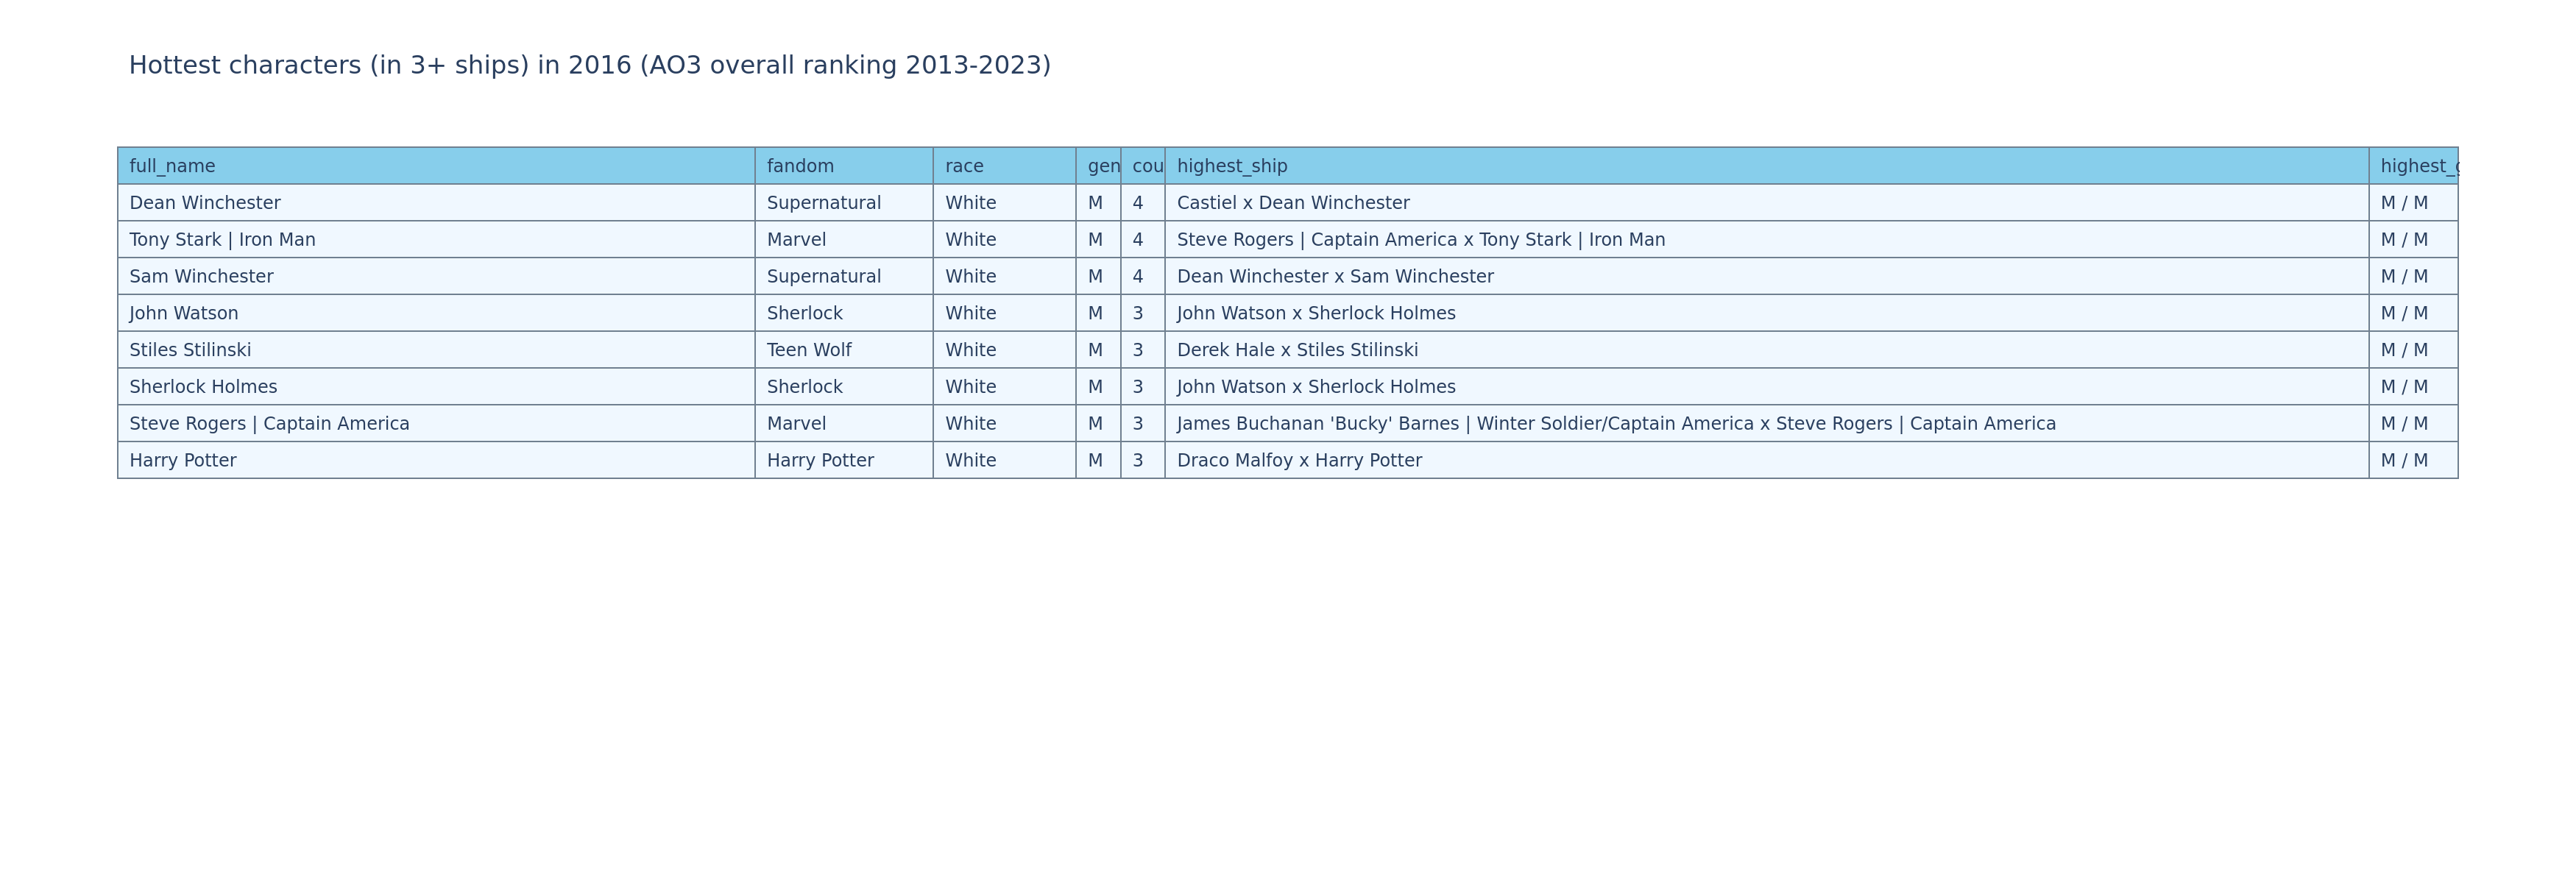 Hottest characters (in 3+ ships) in 2016 (AO3 overall ranking 2013-2023)
full_name fandom race gen cou highest_ship highest_g
Dean Winchester Supernatural White M 4 Castiel x Dean Winchester M / M
Tony Stark | Iron Man Marvel White M 4 Steve Rogers | Captain America x Tony Stark | Iron Man M / M
Sam Winchester Supernatural White M 4 Dean Winchester x Sam Winchester M / M
John Watson Sherlock White M 3 John Watson x Sherlock Holmes M / M
Stiles Stilinski Teen Wolf White M 3 Derek Hale x Stiles Stilinski M / M
Sherlock Holmes Sherlock White M 3 John Watson x Sherlock Holmes M / M
Steve Rogers | Captain America Marvel White M 3 James Buchanan 'Bucky' Barnes | Winter Soldier/Captain America x Steve Rogers | Captain America M / M
Harry Potter Harry Potter White M 3 Draco Malfoy x Harry Potter M / M